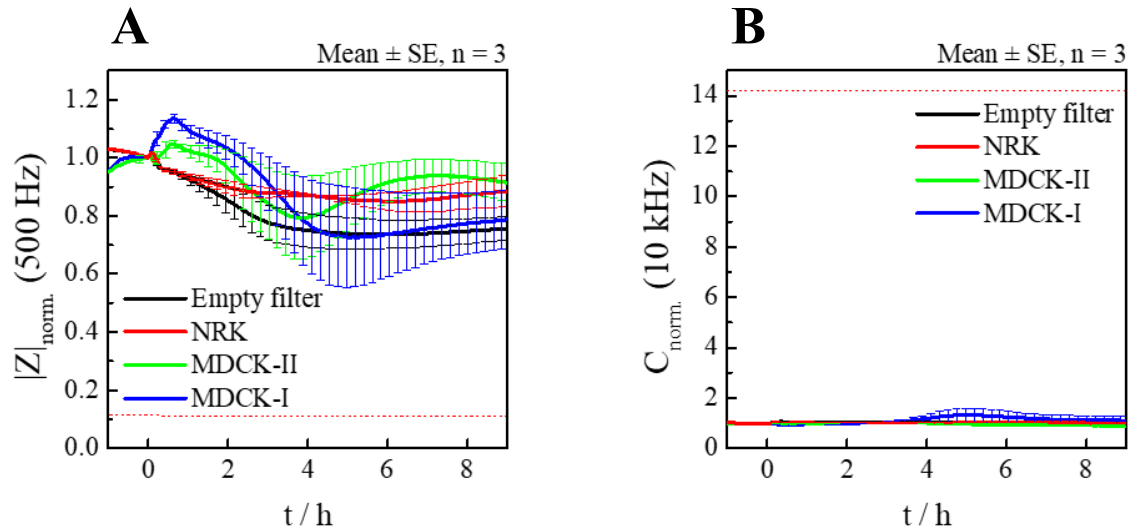 A
Mean ± SE, n = 3
|Z|norm. (500 Hz)
1.2
1.0
0.8
0.6
0.4
0.2
0.0
Empty filter
NRK
MDCK-II
MDCK-I
0 2 4 6 8
t / h
B
Mean ± SE, n = 3
Cnorm. (10 kHz)
14
12
10
8
6
4
2
0
Empty filter
NRK
MDCK-II
MDCK-I
0 2 4 6 8
t / h